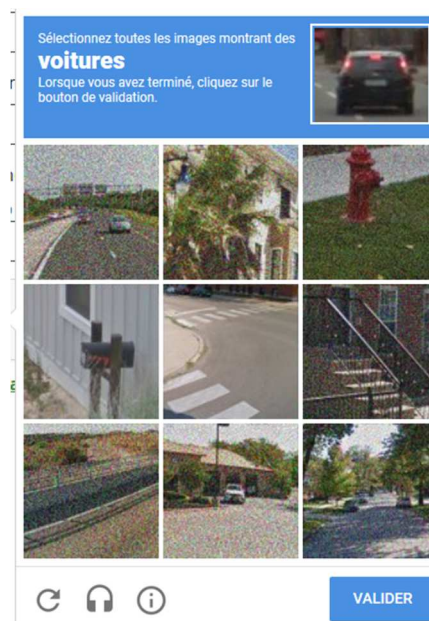 Sélectionnez toutes les images montrant des
voitures
Lorsque vous avez terminé, cliquez sur le
bouton de validation.
VALIDER